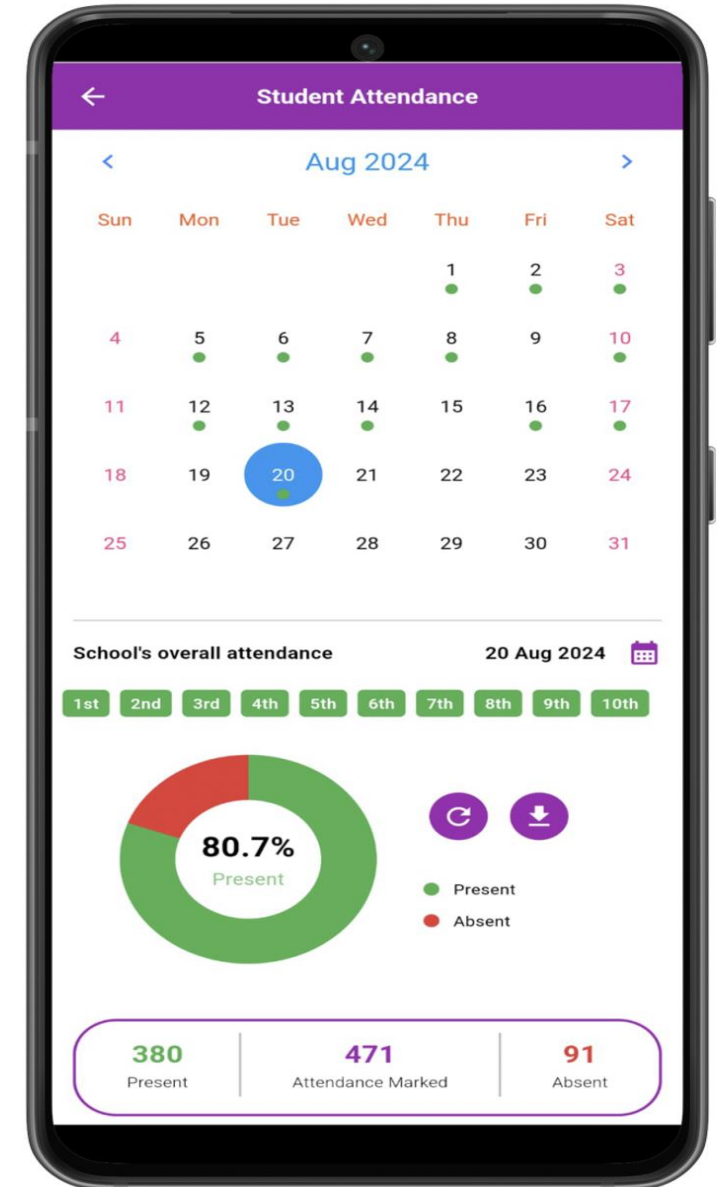 Student Attendance
Aug 2024
Sun Mon Tue Wed Thu Fri Sat
1 2 3
4 5 6 7 8 9 10
11 12 13 14 15 16 17
18 19 20 21 22 23 24
25 26 27 28 29 30 31
School's overall attendance 20 Aug 2024
1st 2nd 3rd 4th 5th 6th 7th 8th 9th 10th
80.7%
Present
Present
Absent
380 471 91
Present Attendance Marked Absent